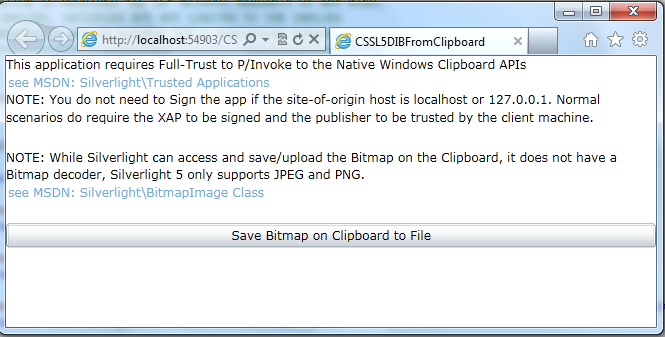 http://localhost:54903/CS
CSSL5DIBFromClipboard
This application requires Full-Trust to P/Invoke to the Native Windows Clipboard APIs
see MSDN: Silverlight\Trusted Applications
NOTE: You do not need to Sign the app if the site-of-origin host is localhost or 127.0.0.1. Normal
scenarios do require the XAP to be signed and the publisher to be trusted by the client machine.
NOTE: While Silverlight can access and save/upload the Bitmap on the Clipboard, it does not have a
Bitmap decoder, Silverlight 5 only supports JPEG and PNG.
see MSDN: Silverlight\BitmapImage Class
Save Bitmap on Clipboard to File